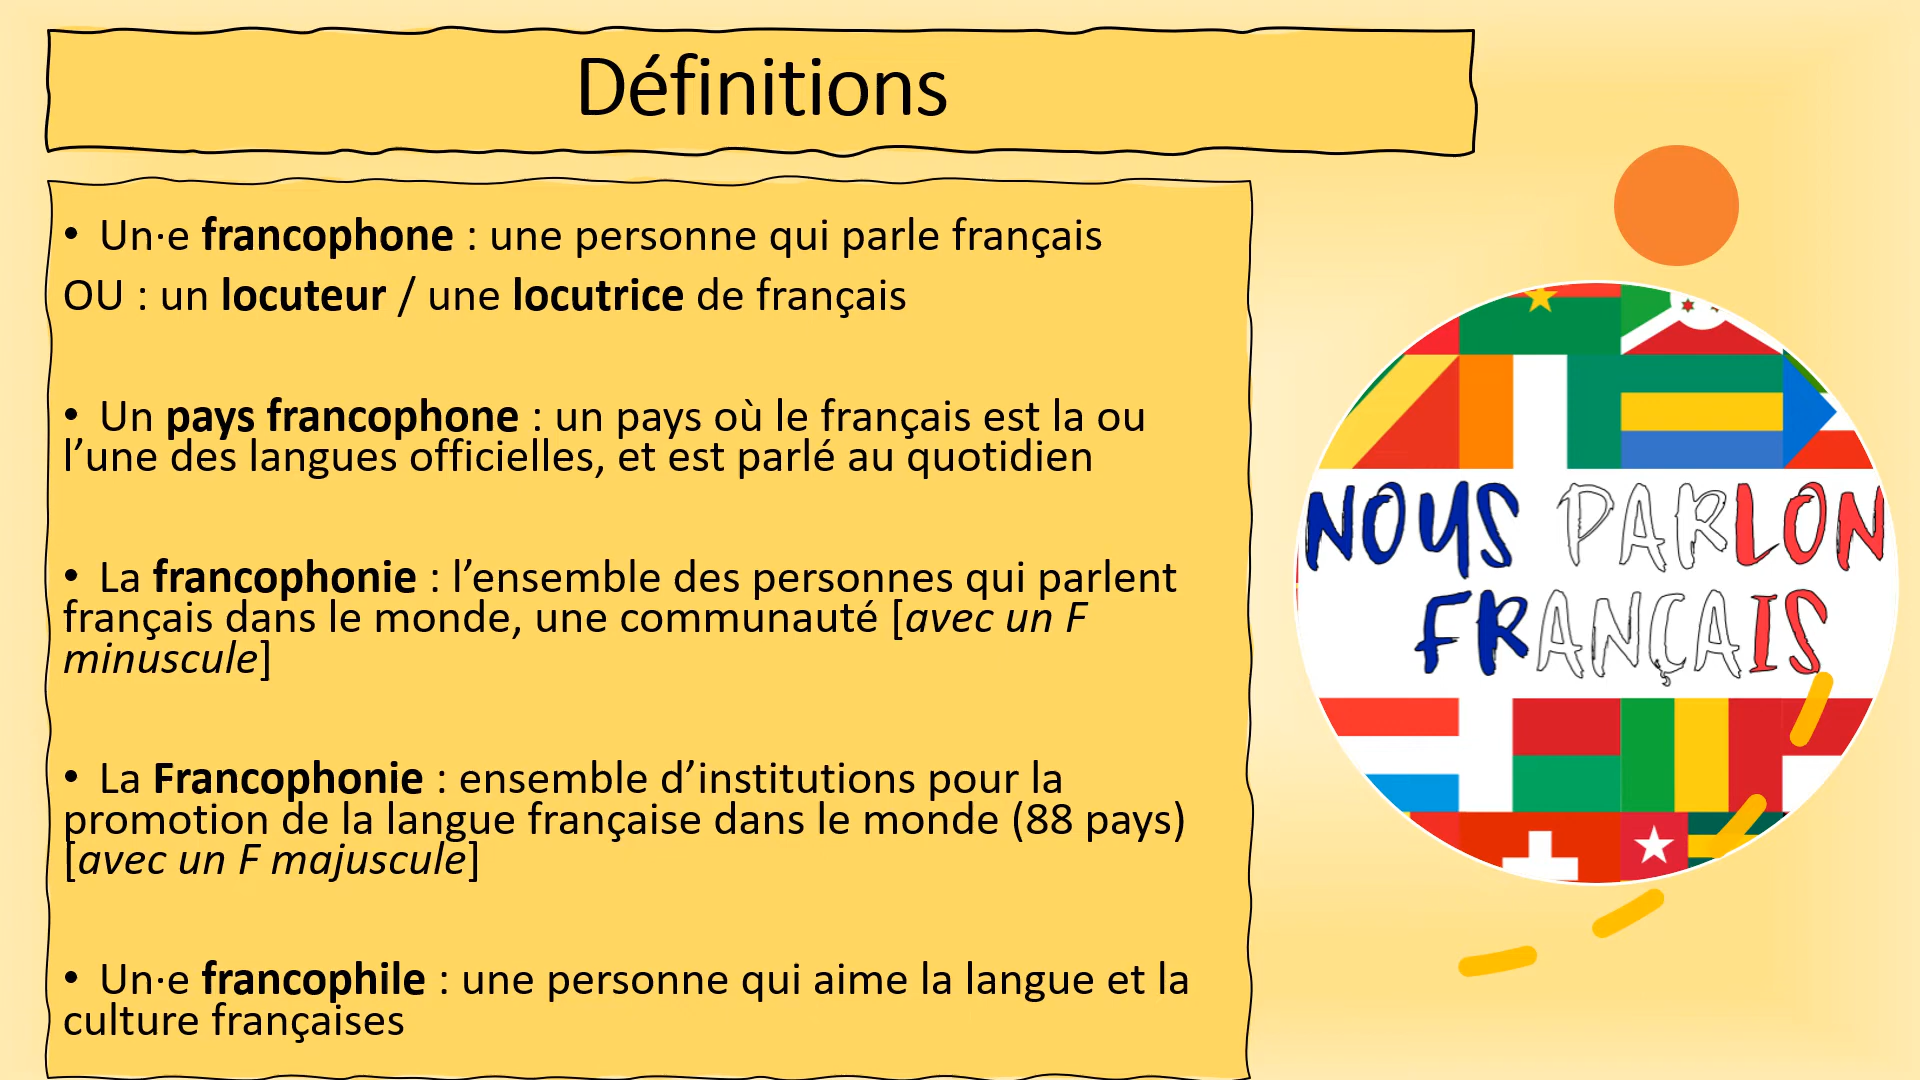 Définitions
• Un·e francophone : une personne qui parle français
OU : un locuteur / une locutrice de français
• Un pays francophone : un pays où le français est la ou
l’une des langues officielles, et est parlé au quotidien
• La francophonie : l’ensemble des personnes qui parlent
français dans le monde, une communauté [avec un F
minuscule]
• La Francophonie : ensemble d’institutions pour la
promotion de la langue française dans le monde (88 pays)
[avec un F majuscule]
• Un·e francophile : une personne qui aime la langue et la
culture françaises
NOUS PARLON
FRANÇAIS